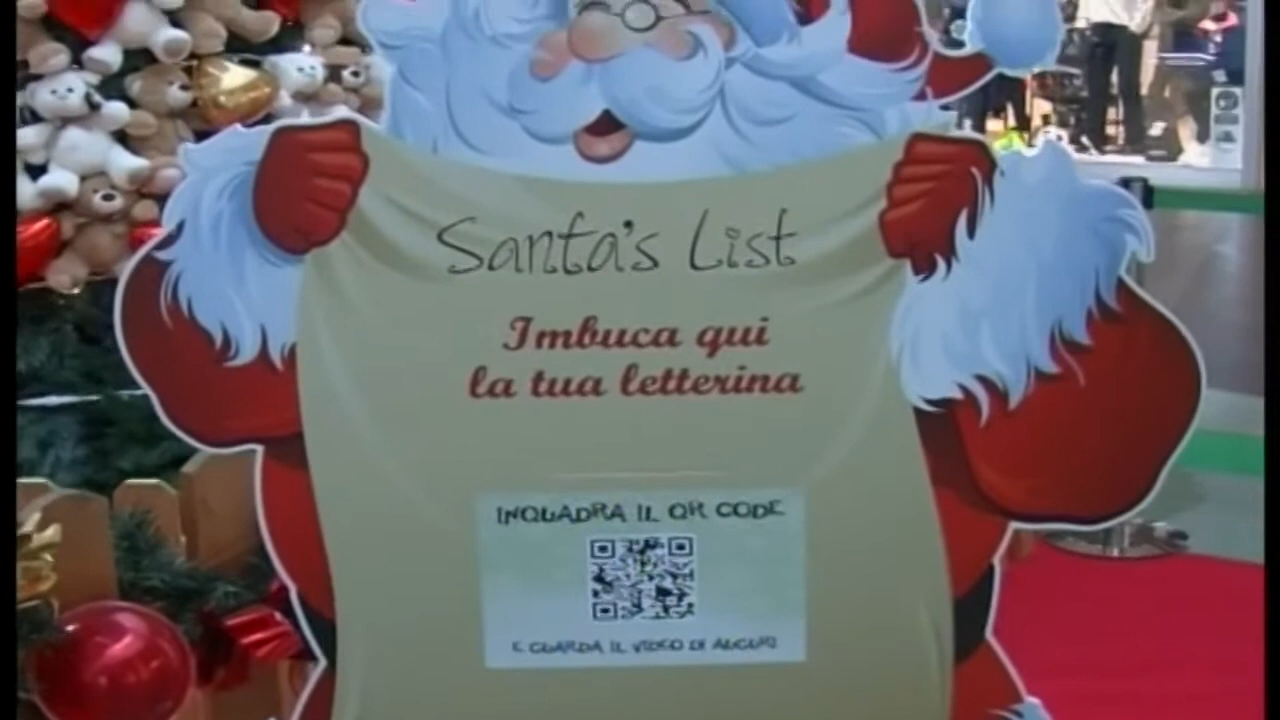 Santa's List
Imbuca qui
la tua letterina
INQUADRA IL QR CODE
E GUARDA IL VIDEO DI AUGURI